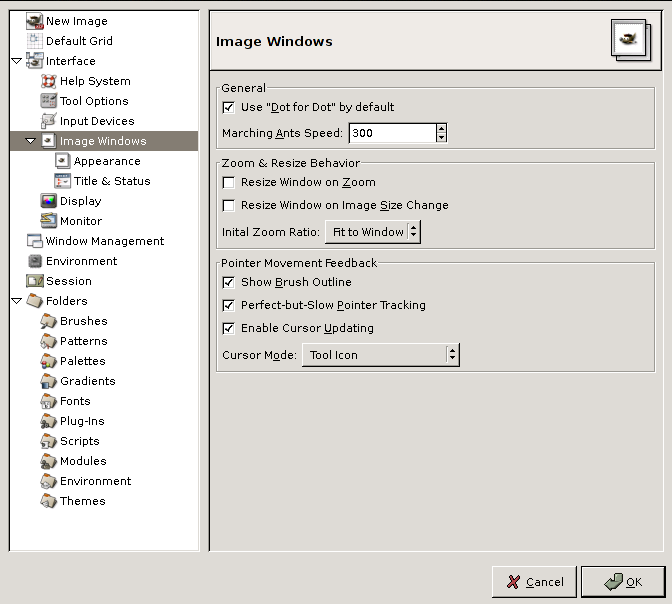 New Image
Default Grid
Interface
Help System
Tool Options
Input Devices
Image Windows
Appearance
Title & Status
Display
Monitor
Window Management
Environment
Session
Folders
Brushes
Patterns
Palettes
Gradients
Fonts
Plug-Ins
Scripts
Modules
Environment
Themes
Image Windows
General
Use "Dot for Dot" by default
Marching Ants Speed: 300
Zoom & Resize Behavior
Resize Window on Zoom
Resize Window on Image Size Change
Inital Zoom Ratio: Fit to Window
Pointer Movement Feedback
Show Brush Outline
Perfect-but-Slow Pointer Tracking
Enable Cursor Updating
Cursor Mode: Tool Icon
Cancel OK